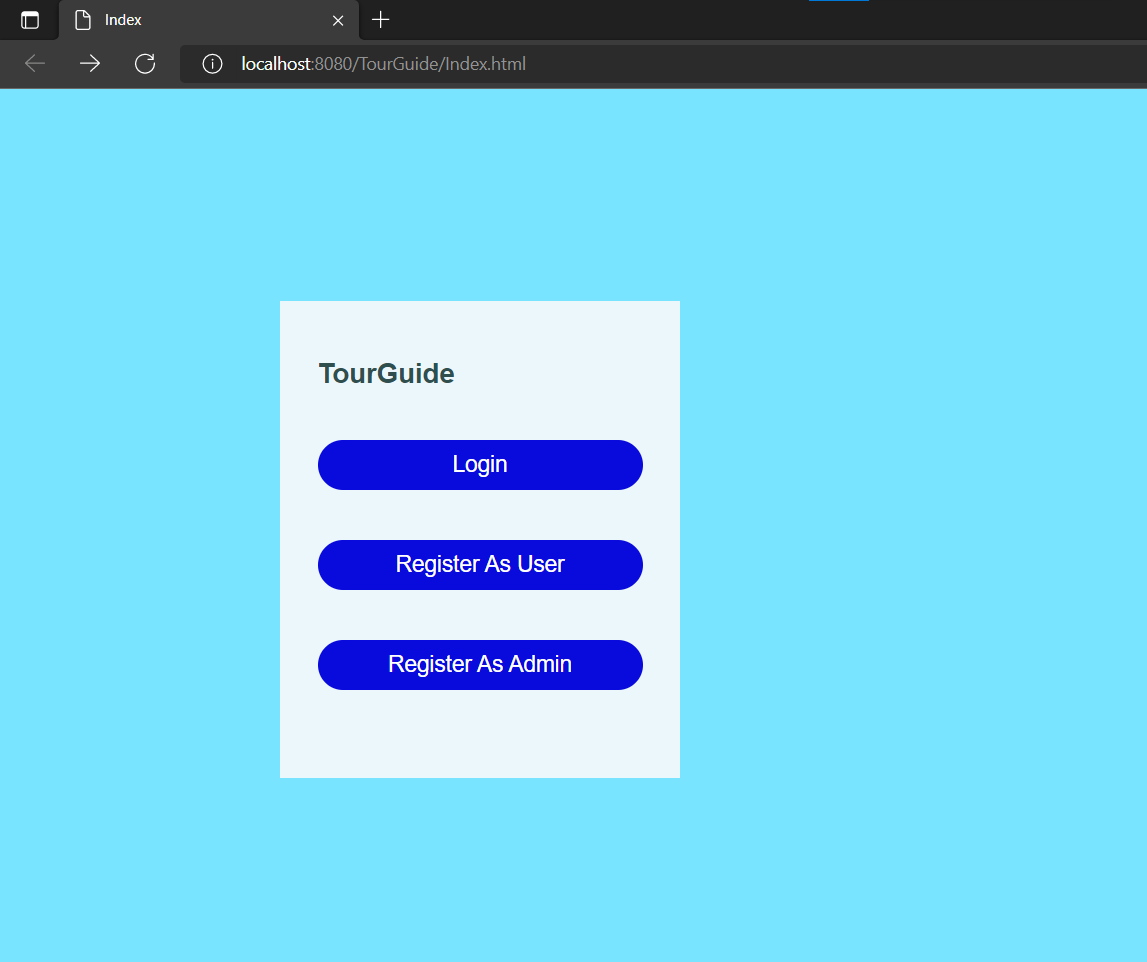 Index
localhost:8080/TourGuide/Index.html
TourGuide
Login
Register As User
Register As Admin